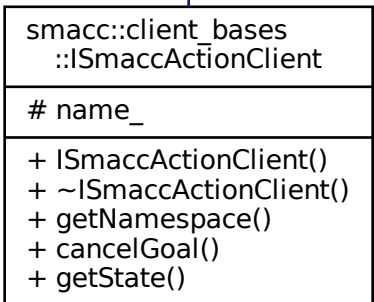 smacc::client_bases
::ISmaccActionClient
# name_
+ ISmaccActionClient()
+ ~ISmaccActionClient()
+ getNamespace()
+ cancelGoal()
+ getState()